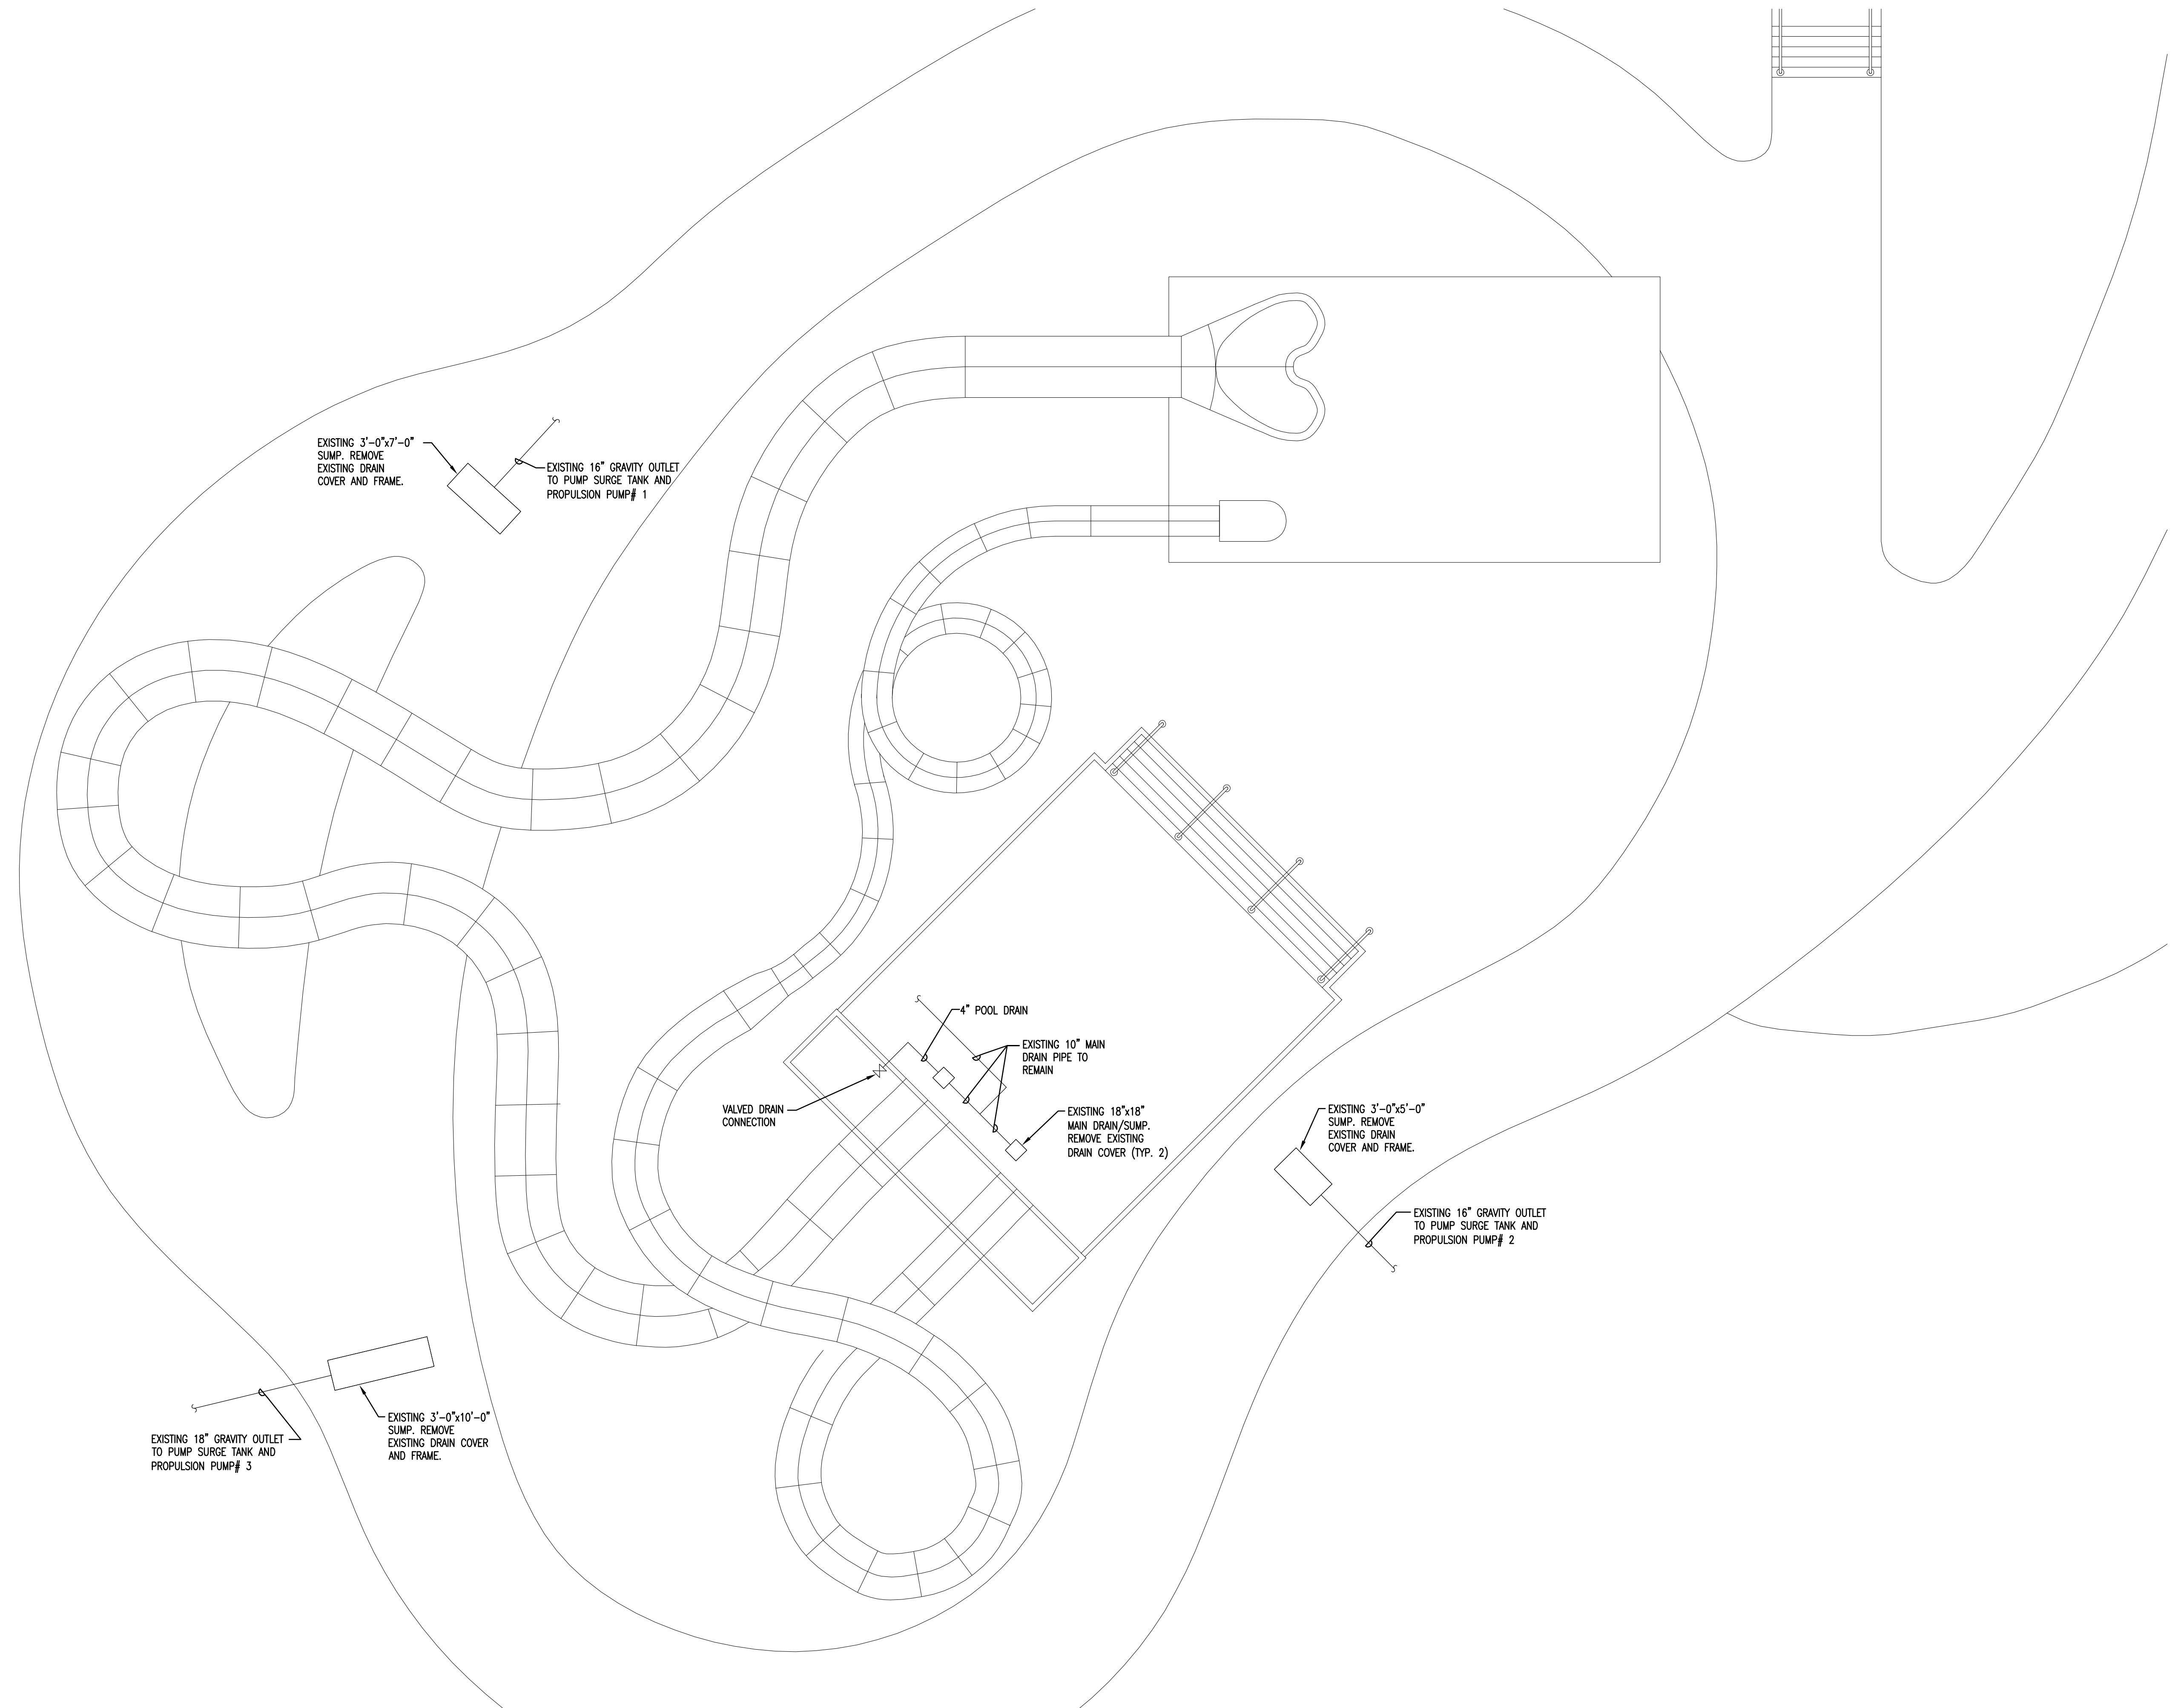 EXISTING 3'-0"x7'-0"
SUMP. REMOVE
EXISTING DRAIN
COVER AND FRAME.
EXISTING 16" GRAVITY OUTLET
TO PUMP SURGE TANK AND
PROPULSION PUMP# 1
4" POOL DRAIN
EXISTING 10" MAIN
DRAIN PIPE TO
REMAIN
VALVED DRAIN
CONNECTION
EXISTING 18"x18"
MAIN DRAIN/SUMP.
REMOVE EXISTING
DRAIN COVER (TYP. 2)
EXISTING 3'-0"x5'-0"
SUMP. REMOVE
EXISTING DRAIN
COVER AND FRAME.
EXISTING 16" GRAVITY OUTLET
TO PUMP SURGE TANK AND
PROPULSION PUMP# 2
EXISTING 3'-0"x10'-0"
SUMP. REMOVE
EXISTING DRAIN COVER
AND FRAME.
EXISTING 18" GRAVITY OUTLET
TO PUMP SURGE TANK AND
PROPULSION PUMP# 3